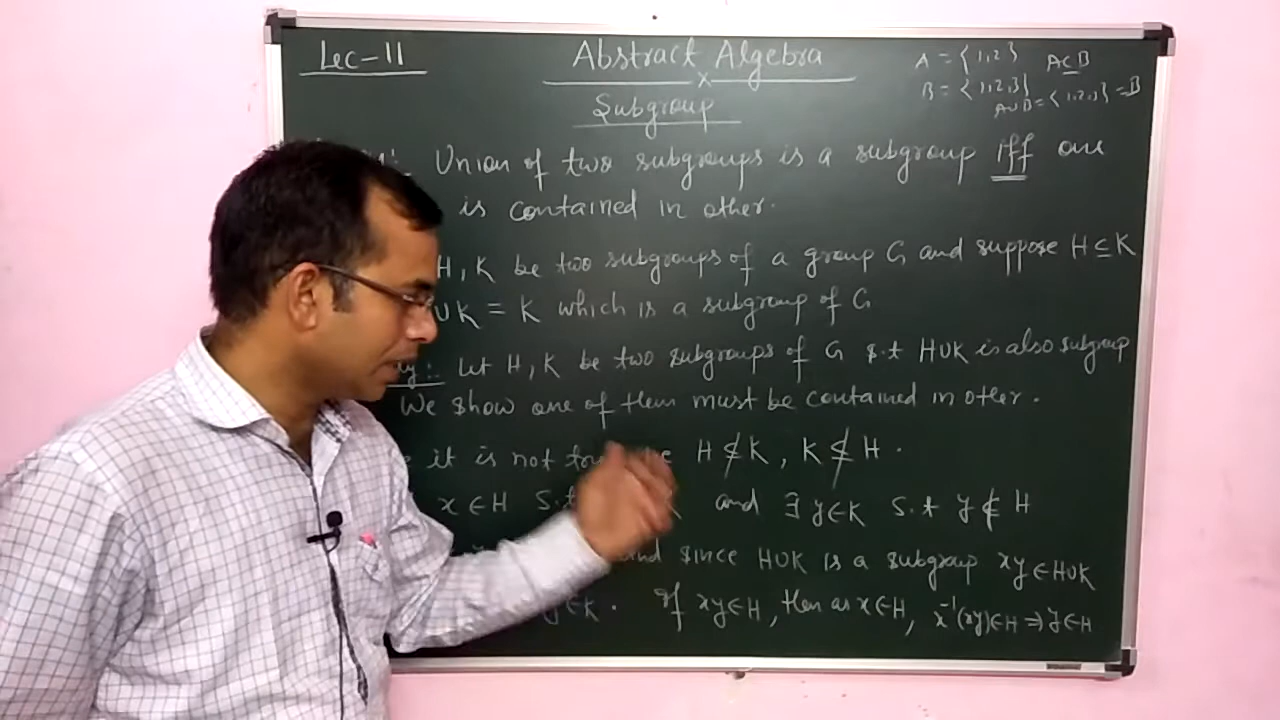 Lec-11
Abstract Algebra
x
Subgroup
A = {1,2} A⊆B
B = {1,2,3}
A∪B = {1,2,3} = B
Union of two subgroups is a subgroup iff one
is contained in other.
H, K be two subgroups of a group G and suppose H ⊆ K
∪K = K which is a subgroup of G
Let H, K be two subgroups of G s.t H∪K is also subgroup
We show one of them must be contained in other.
it is not H ⊈ K, K ⊈ H.
x∈H s.t and ∃ y∈K s.t y∉H
and since H∪K is a subgroup xy∈H∪K
y∈K. If xy∈H, then as x∈H, x⁻¹(xy)∈H ⇒ y∈H